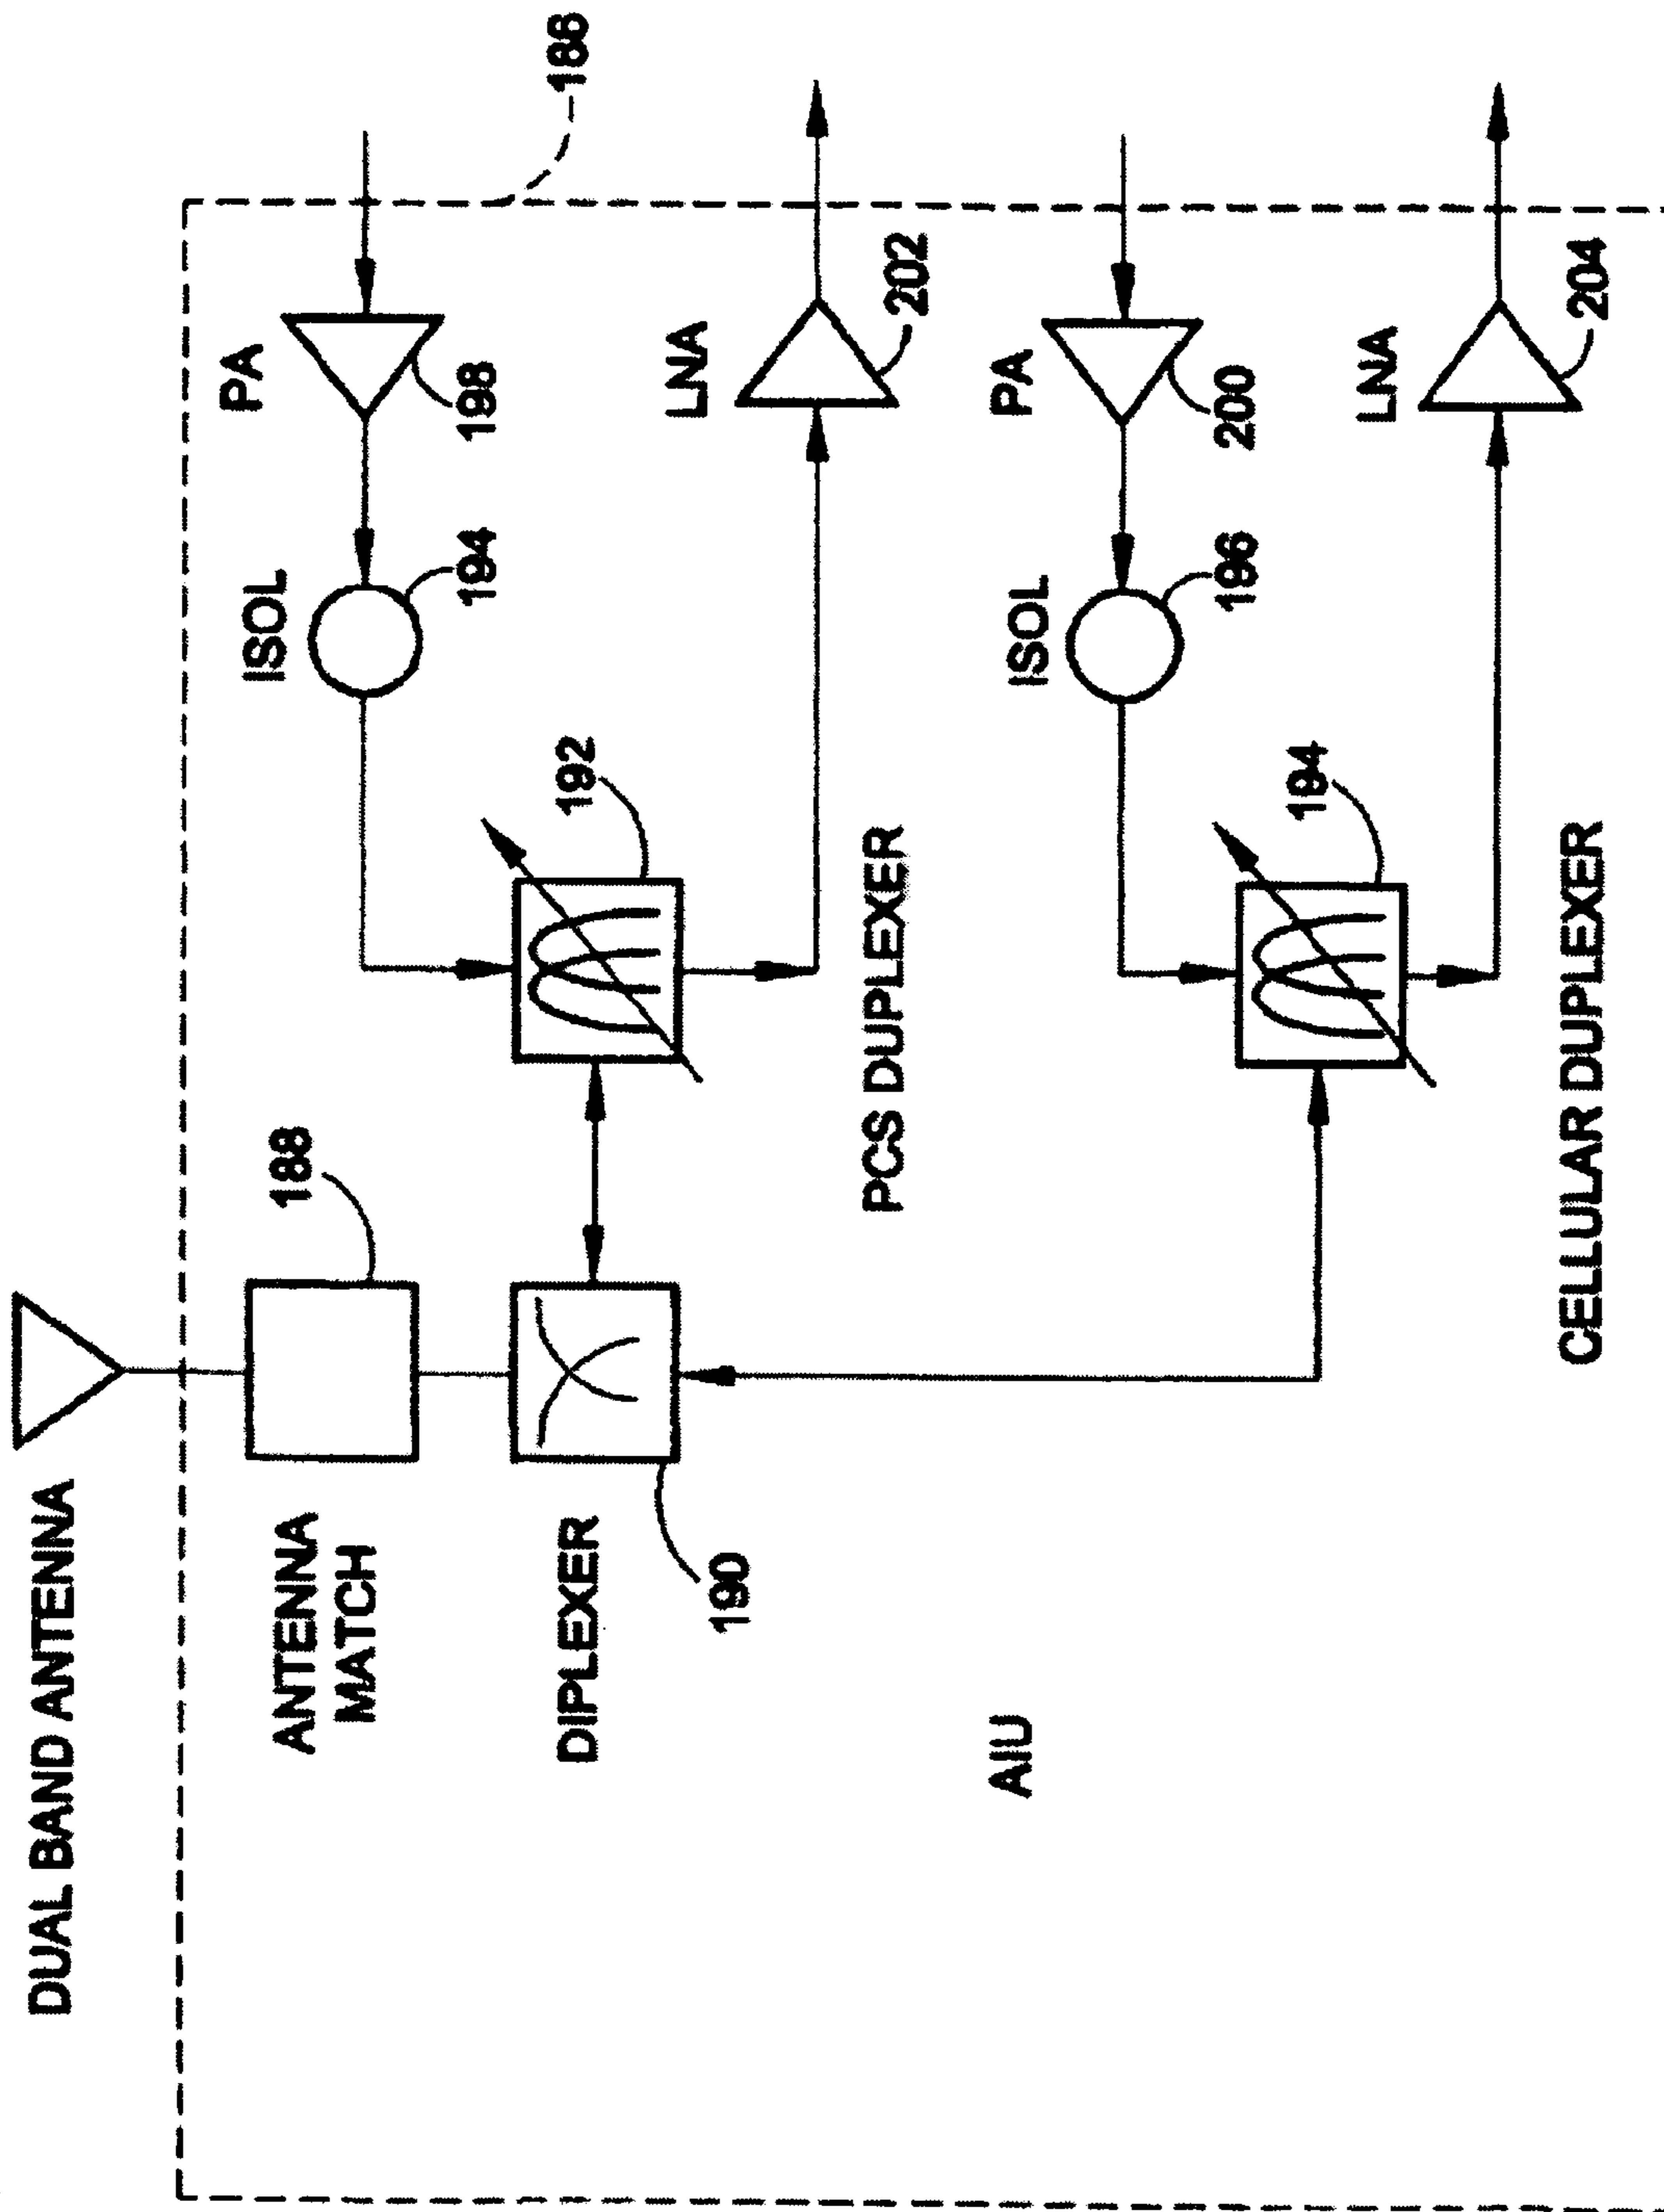 DUAL BAND ANTENNA
ANTENNA
MATCH
188
ISOL
194
PA
198
DIPLEXER
190
192
PCS DUPLEXER
LNA
202
AIU
ISOL
196
PA
200
194
CELLULAR DUPLEXER
LNA
204